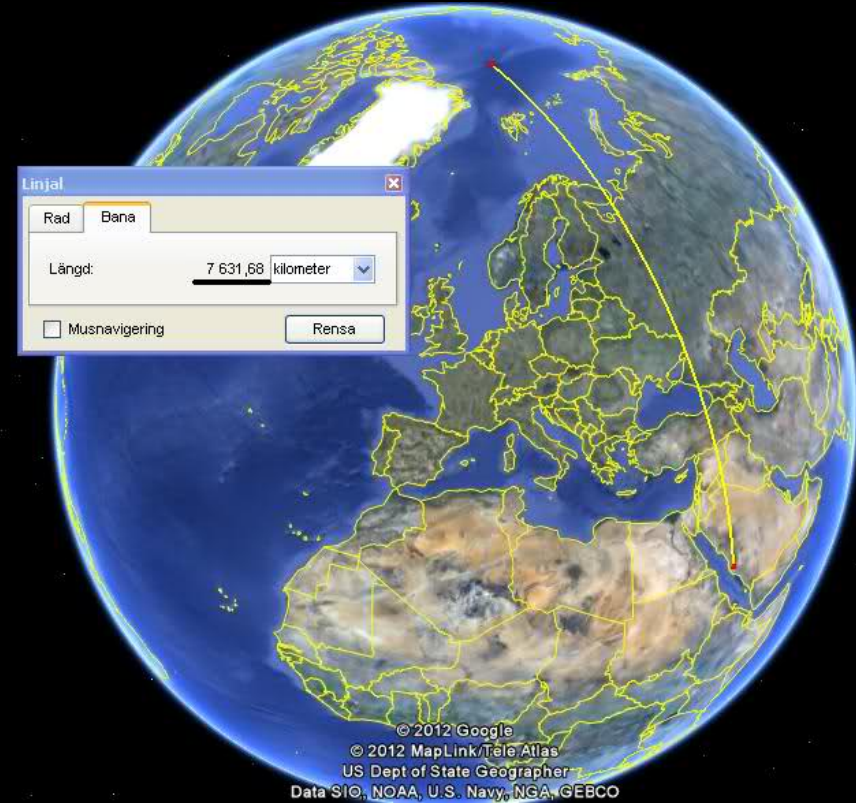 Linjal
Rad Bana
Längd: 7 631,68 kilometer
Musnavigering Rensa
© 2012 Google
© 2012 MapLink/Tele Atlas
US Dept of State Geographer
Data SIO, NOAA, U.S. Navy, NGA, GEBCO